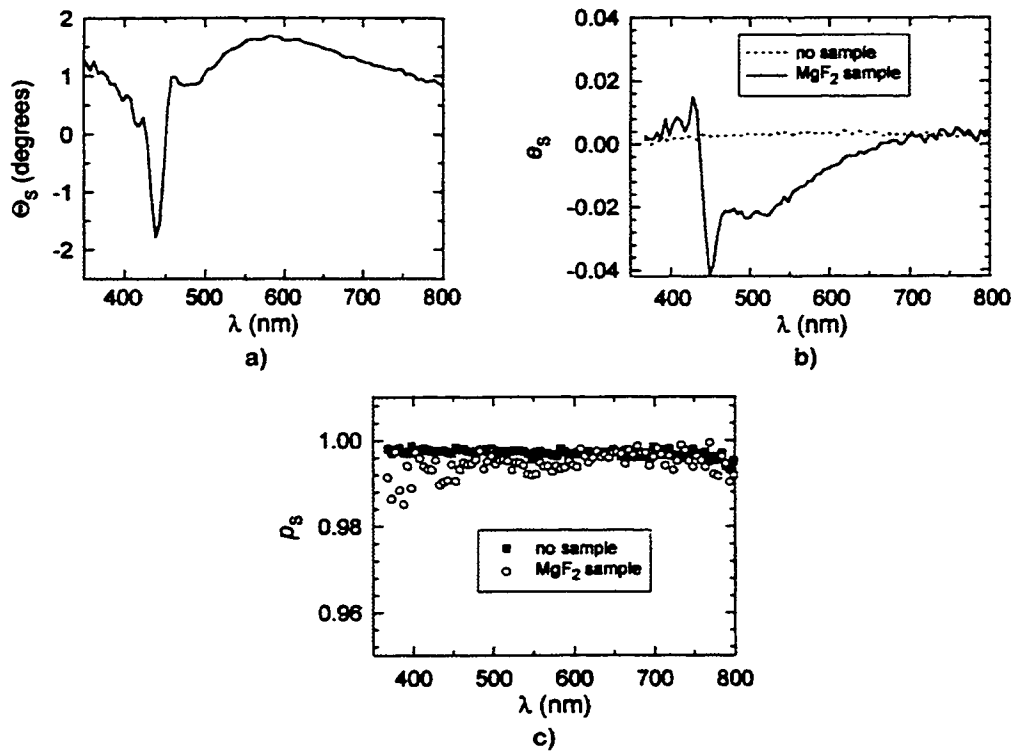 2
1
0
-1
-2
Θs (degrees)
400 500 600 700 800
λ (nm)
a)
0.04
0.02
0.00
-0.02
-0.04
es
no sample
MgF2 sample
400 500 600 700 800
λ (nm)
b)
1.00
0.98
0.96
ps
no sample
MgF2 sample
400 500 600 700 800
λ (nm)
c)